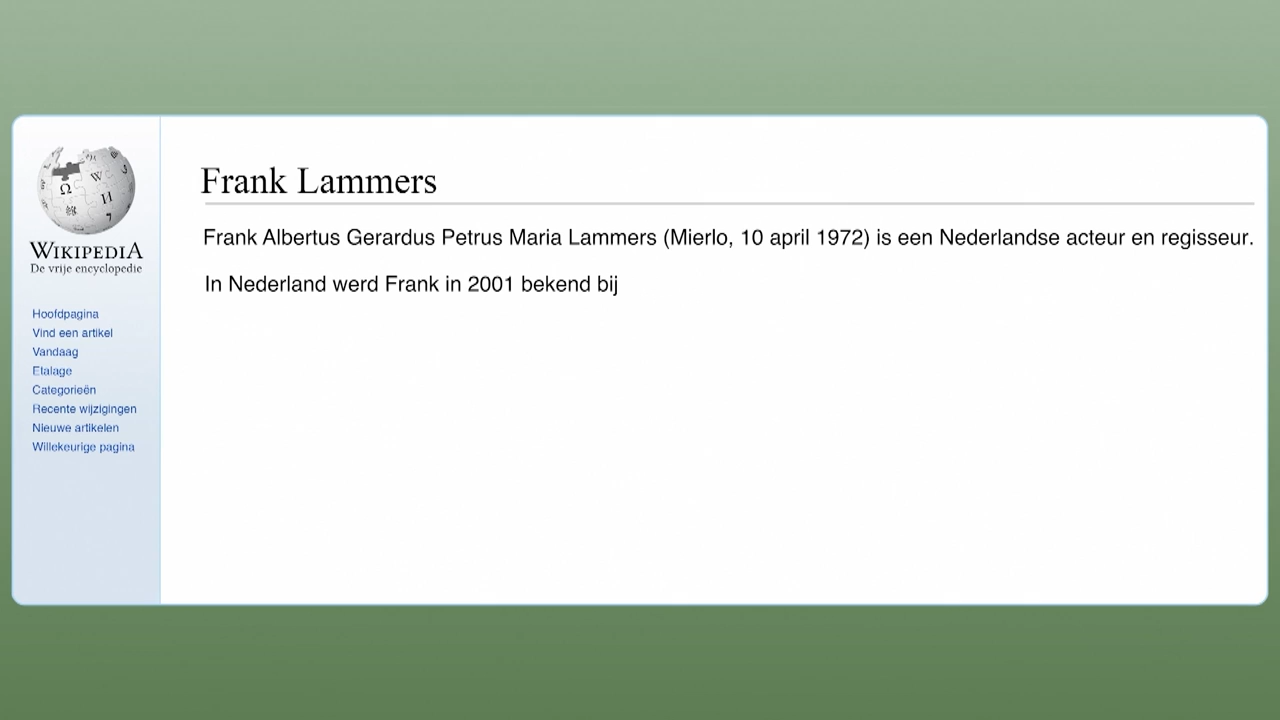 WIKIPEDIA
De vrije encyclopedie
Hoofdpagina
Vind een artikel
Vandaag
Etalage
Categorieën
Recente wijzigingen
Nieuwe artikelen
Willekeurige pagina
Frank Lammers
Frank Albertus Gerardus Petrus Maria Lammers (Mierlo, 10 april 1972) is een Nederlandse acteur en regisseur.
In Nederland werd Frank in 2001 bekend bij